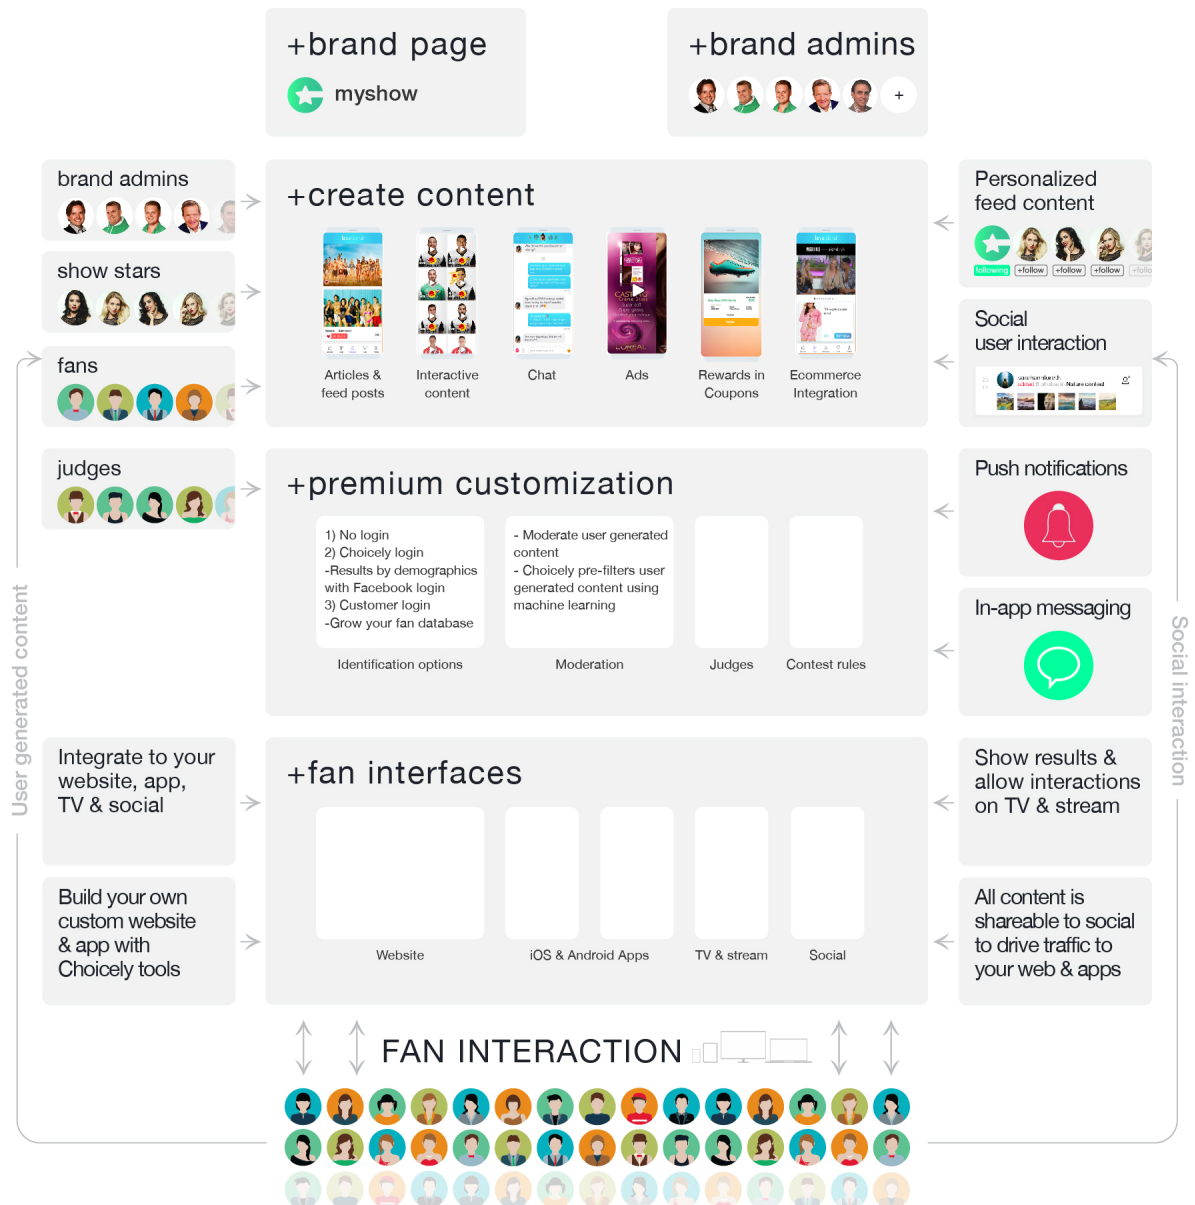 +brand page
myshow
+brand admins
+
brand admins
show stars
fans
+create content
Articles &
feed posts
Interactive
content
Chat
Ads
Rewards in
Coupons
Ecommerce
Integration
Personalized
feed content
following
+follow
+follow
+follow
+follow
Social
user interaction
judges
+premium customization
1) No login
2) Choicely login
-Results by demographics
with Facebook login
3) Customer login
-Grow your fan database
Identification options
- Moderate user generated
content
- Choicely pre-filters user
generated content using
machine learning
Moderation
Judges
Contest rules
Push notifications
In-app messaging
User generated content
Social interaction
Integrate to your
website, app,
TV & social
Build your own
custom website
& app with
Choicely tools
+fan interfaces
Website
iOS & Android Apps
TV & stream
Social
Show results &
allow interactions
on TV & stream
All content is
shareable to social
to drive traffic to
your web & apps
FAN INTERACTION